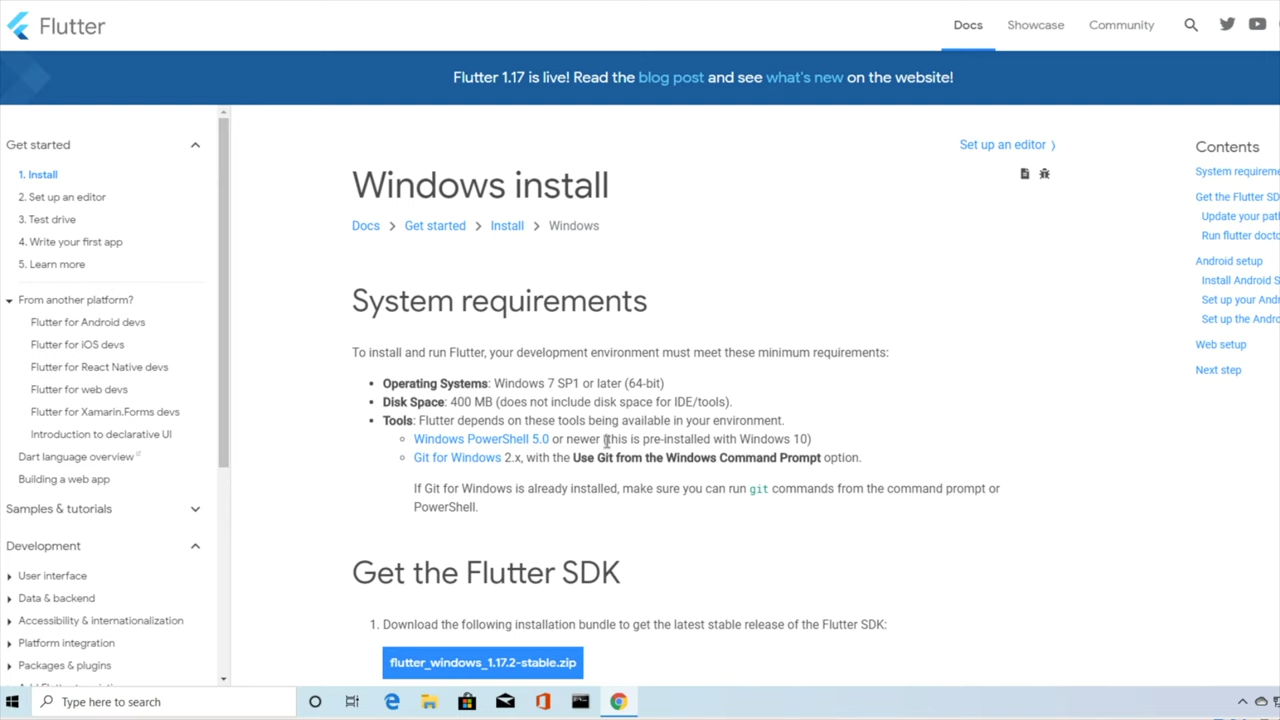 Flutter
Docs
Showcase
Community
Flutter 1.17 is live! Read the blog post and see what's new on the website!
Get started
1. Install
2. Set up an editor
3. Test drive
4. Write your first app
5. Learn more
From another platform?
Flutter for Android devs
Flutter for iOS devs
Flutter for React Native devs
Flutter for web devs
Flutter for Xamarin.Forms devs
Introduction to declarative UI
Dart language overview
Building a web app
Samples & tutorials
Development
User interface
Data & backend
Accessibility & internationalization
Platform integration
Packages & plugins
Set up an editor
Windows install
Docs > Get started > Install > Windows
System requirements
To install and run Flutter, your development environment must meet these minimum requirements:
• Operating Systems: Windows 7 SP1 or later (64-bit)
• Disk Space: 400 MB (does not include disk space for IDE/tools).
• Tools: Flutter depends on these tools being available in your environment.
Windows PowerShell 5.0 or newer (this is pre-installed with Windows 10)
Git for Windows 2.x, with the Use Git from the Windows Command Prompt option.
If Git for Windows is already installed, make sure you can run git commands from the command prompt or
PowerShell.
Get the Flutter SDK
1. Download the following installation bundle to get the latest stable release of the Flutter SDK:
flutter_windows_1.17.2-stable.zip
Contents
System requireme
Get the Flutter SD
Update your pat
Run flutter docto
Android setup
Install Android S
Set up your Andr
Set up the Andro
Web setup
Next step
Type here to search